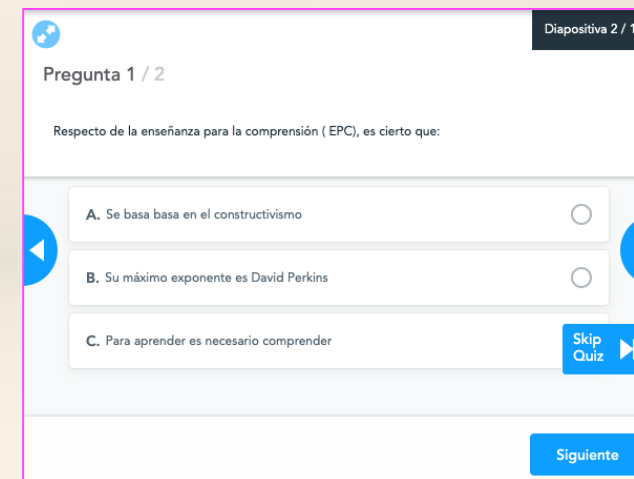 Diapositiva 2 / 1
Pregunta 1 / 2
Respecto de la enseñanza para la comprensión ( EPC), es cierto que:
A. Se basa basa en el constructivismo
B. Su máximo exponente es David Perkins
C. Para aprender es necesario comprender
Skip
Quiz
Siguiente